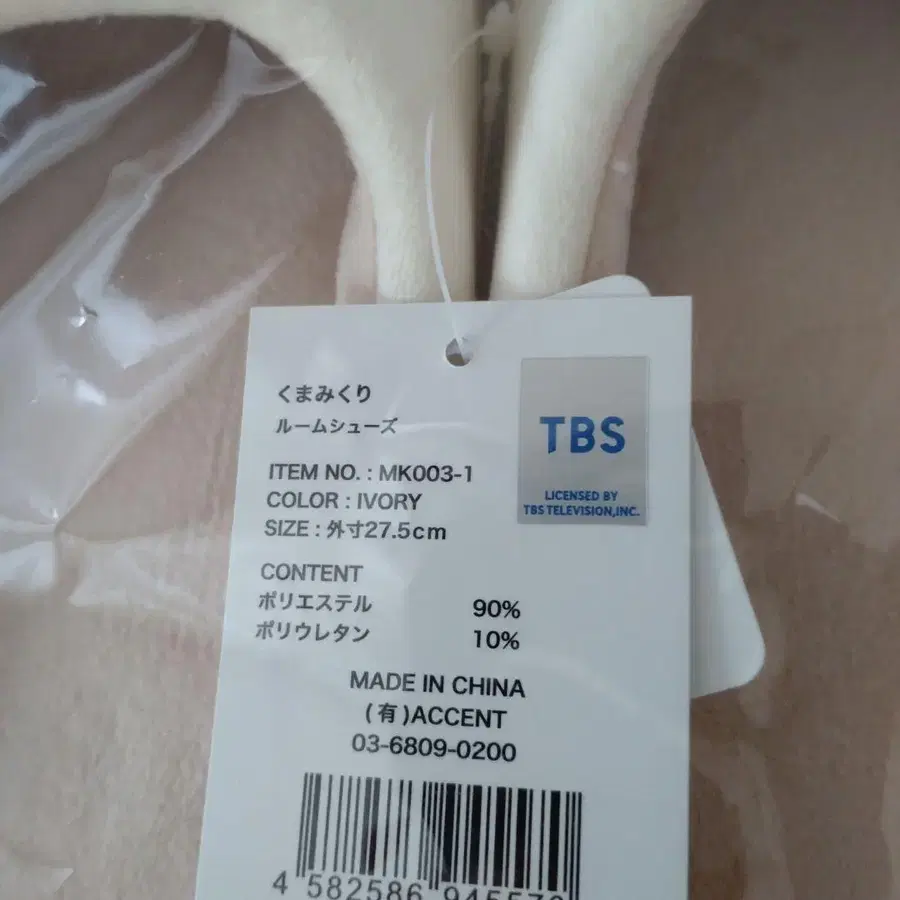 くまみくり
ルームシューズ
TBS
LICENSED BY
TBS TELEVISION,INC.
ITEM NO. : MK003-1
COLOR : IVORY
SIZE : 外寸27.5cm
CONTENT
ポリエステル 90%
ポリウレタン 10%
MADE IN CHINA
(有)ACCENT
03-6809-0200
4 582586